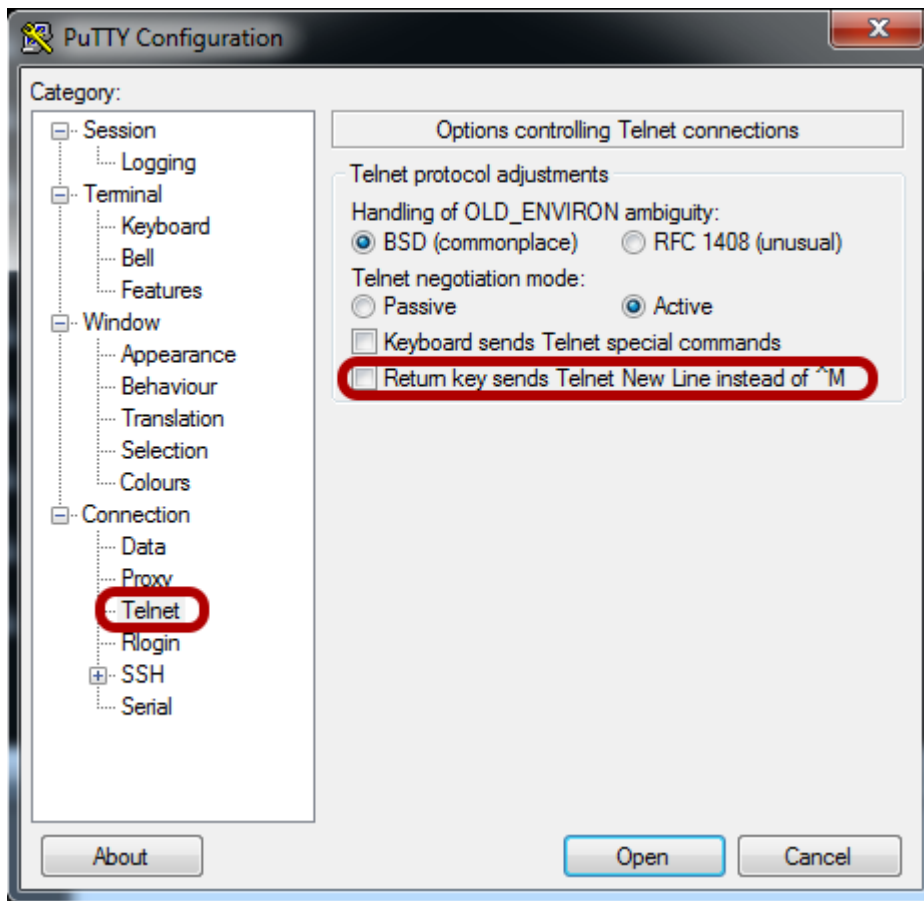 PuTTY Configuration
Category:
Session
Logging
Terminal
Keyboard
Bell
Features
Window
Appearance
Behaviour
Translation
Selection
Colours
Connection
Data
Proxy
Telnet
Rlogin
SSH
Serial
Options controlling Telnet connections
Telnet protocol adjustments
Handling of OLD_ENVIRON ambiguity:
BSD (commonplace) RFC 1408 (unusual)
Telnet negotiation mode:
Passive Active
Keyboard sends Telnet special commands
Return key sends Telnet New Line instead of ^M
About Open Cancel